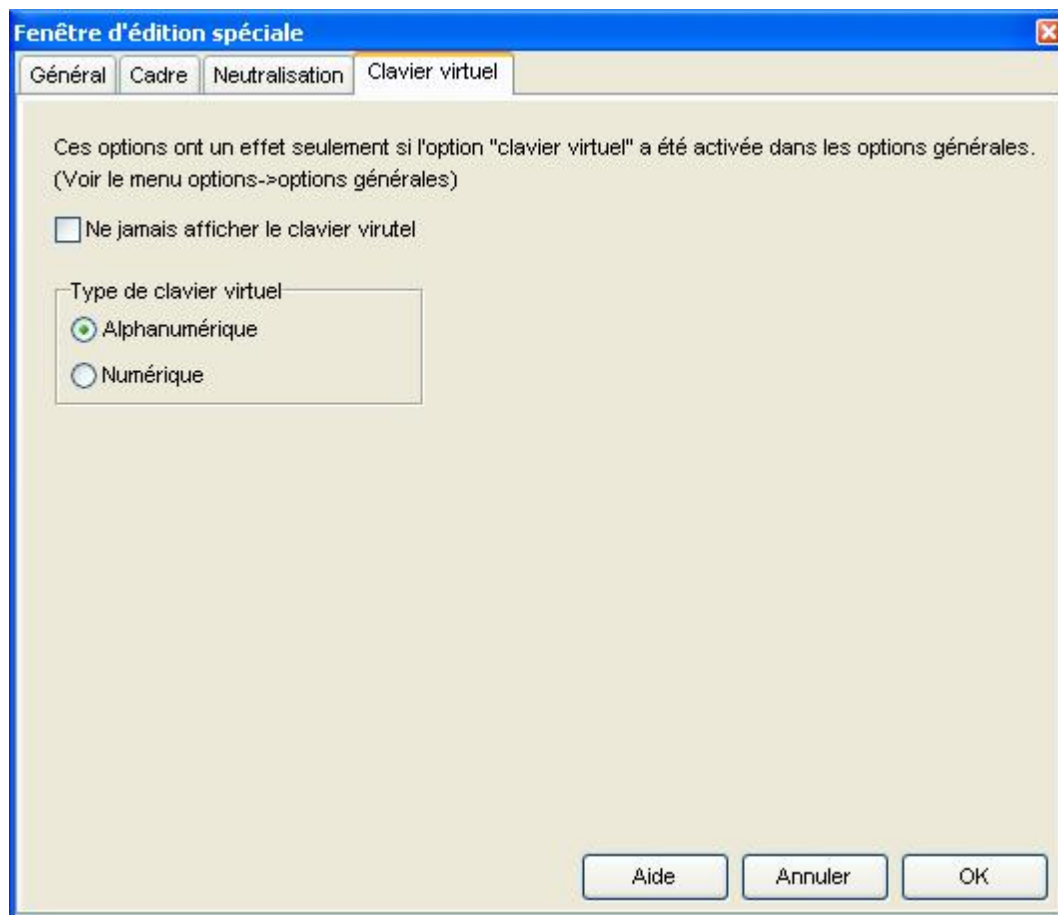 Fenêtre d'édition spéciale
Général Cadre Neutralisation Clavier virtuel
Ces options ont un effet seulement si l'option "clavier virtuel" a été activée dans les options générales.
(Voir le menu options->options générales)
Ne jamais afficher le clavier virutel
Type de clavier virtuel
Alphanumérique
Numérique
Aide Annuler OK